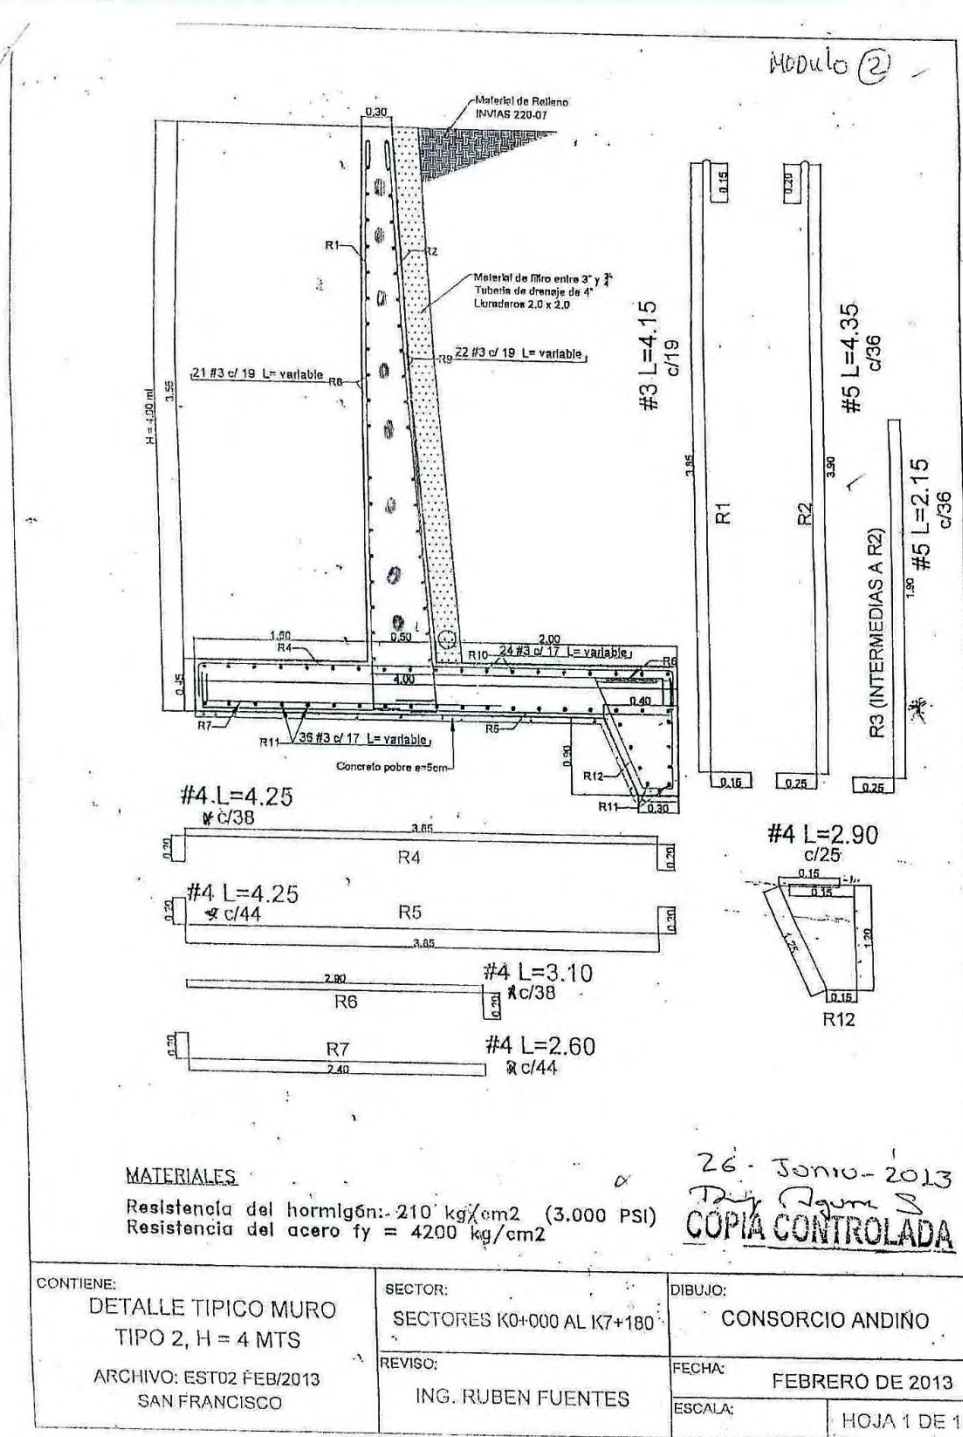 MODULO 2
Material de Relleno
INVIAS 220-07
0.30
R1
R2
Material de filtro entre 3" y ¾"
Tuberia de drenaje de 4"
Lloraderos 2.0 x 2.0
21 #3 c/ 19 L= variable
R8
R9
22 #3 c/ 19 L= variable
H = 4.00 ml
3.55
0.45
1.50
0.50
2.00
R4
R10
24 #3 c/ 17 L= variable
R6
4.00
0.40
R7
R11
36 #3 c/ 17 L= variable
R5
0.90
R12
Concreto pobre e=5cm
R11
0.30
0.15
0.20
#3 L=4.15
c/19
#5 L=4.35
c/36
3.85
R1
R2
3.90
R3 (INTERMEDIAS A R2)
1.90
#5 L=2.15
c/36
0.15
0.25
0.25
#4 L=4.25
c/38
0.20
3.85
0.20
R4
#4 L=4.25
c/44
0.20
R5
0.20
3.85
2.90
#4 L=3.10
c/38
R6
0.20
0.20
R7
2.40
#4 L=2.60
c/44
#4 L=2.90
c/25
0.15
0.15
1.25
1.20
0.15
R12
MATERIALES
Resistencia del hormigón: 210 kg/cm2 (3.000 PSI)
Resistencia del acero fy = 4200 kg/cm2
26 - Junio - 2013
COPIA CONTROLADA
CONTIENE:
DETALLE TIPICO MURO
TIPO 2, H = 4 MTS
ARCHIVO: EST02 FEB/2013
SAN FRANCISCO
SECTOR:
SECTORES K0+000 AL K7+180
REVISO:
ING. RUBEN FUENTES
DIBUJO:
CONSORCIO ANDINO
FECHA:
FEBRERO DE 2013
ESCALA:
HOJA 1 DE 1